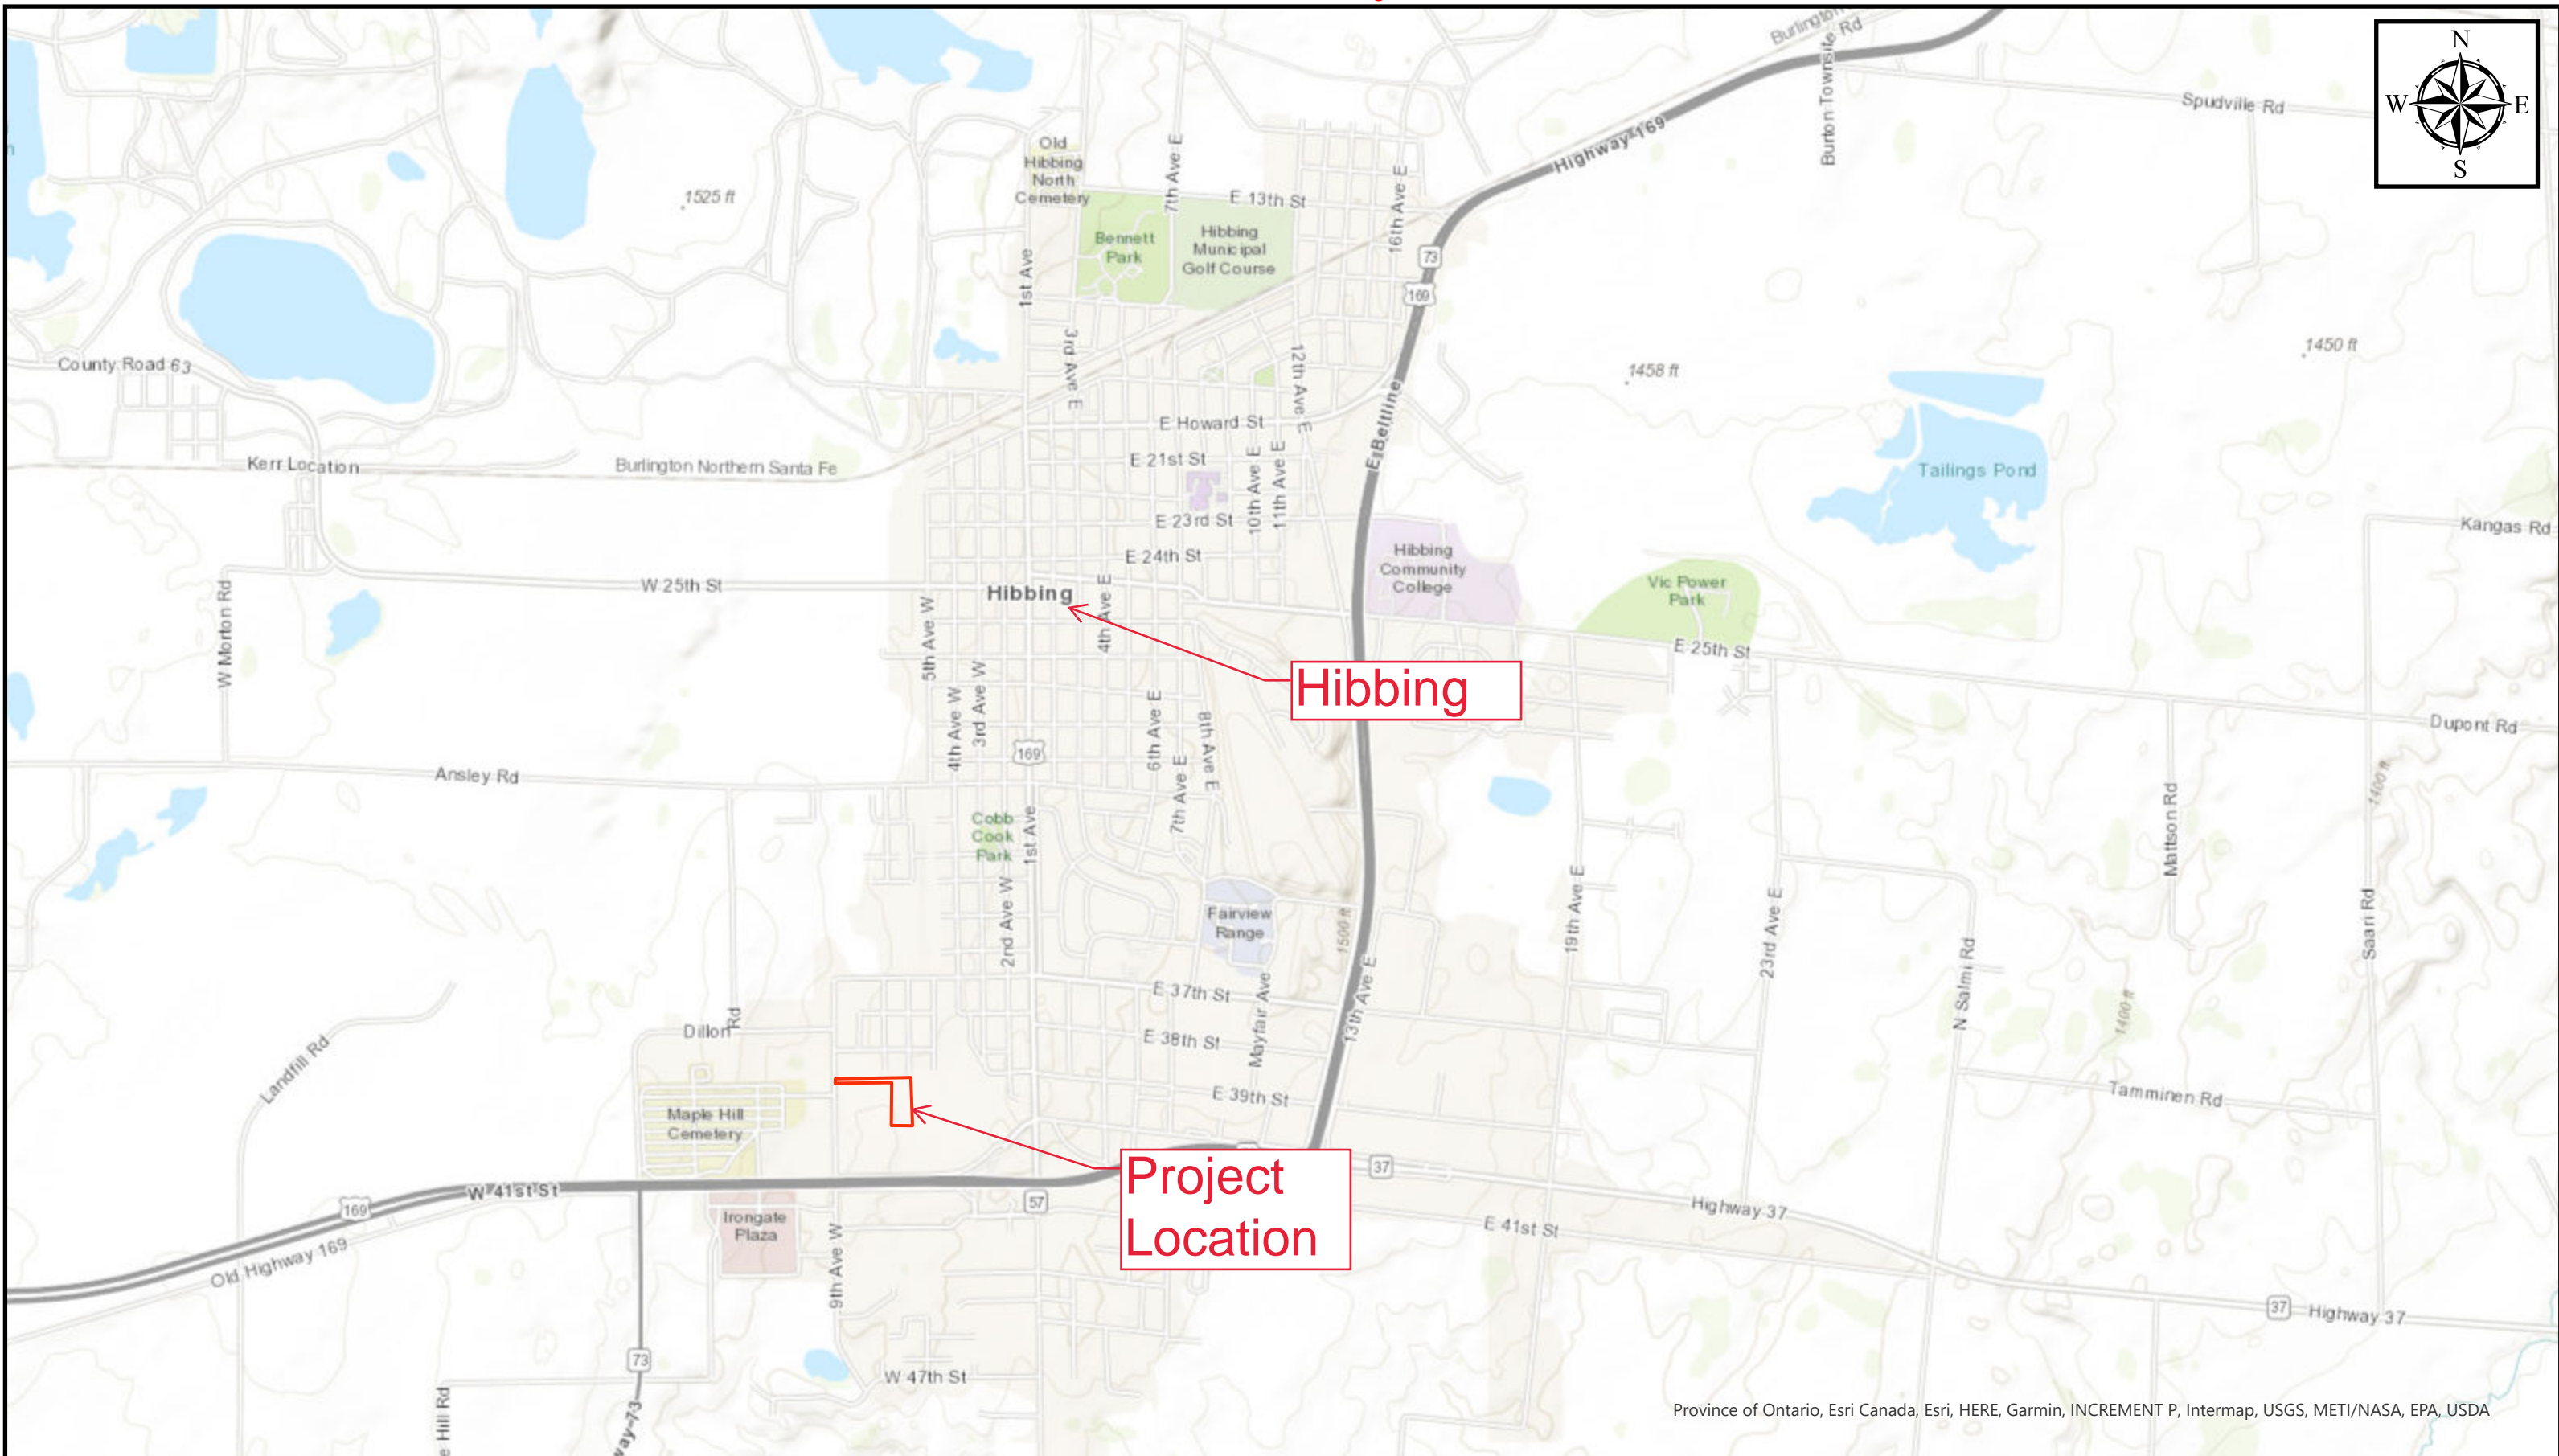 Burlington
Burton Townsite Rd
Spudville Rd
N
W
E
S
Highway 169
1525 ft
Old
Hibbing
North
Cemetery
7th Ave E
E 13th St
16th Ave E
Bennett
Park
Hibbing
Municipal
Golf Course
73
169
1st Ave
3rd Ave E
12th Ave E
County Road 63
1458 ft
1450 ft
E Howard St
E Beltline
Kerr Location
Burlington Northern Santa Fe
E 21st St
10th Ave E
11th Ave E
Tailings Pond
E 23rd St
Kangas Rd
E 24th St
Hibbing
Community
College
W 25th St
Hibbing
4th Ave E
Vic Power
Park
W Morton Rd
5th Ave W
E 25th St
Hibbing
4th Ave W
3rd Ave W
6th Ave E
8th Ave E
Dupont Rd
169
7th Ave E
Ansley Rd
1400 ft
Mattson Rd
Cobb
Cook
Park
1st Ave
2nd Ave W
Fairview
Range
1500 ft
19th Ave E
23rd Ave E
Saari Rd
N Salmi Rd
E 37th St
Mayfair Ave
13th Ave E
1400 ft
Dillon Rd
E 38th St
Landfill Rd
E 39th St
Tamminen Rd
Maple Hill
Cemetery
Project
Location
37
W 41st St
169
57
Highway 37
Irongate
Plaza
E 41st St
Old Highway 169
9th Ave W
37
Highway 37
73
W 47th St
e Hill Rd
way 73
Province of Ontario, Esri Canada, Esri, HERE, Garmin, INCREMENT P, Intermap, USGS, METI/NASA, EPA, USDA